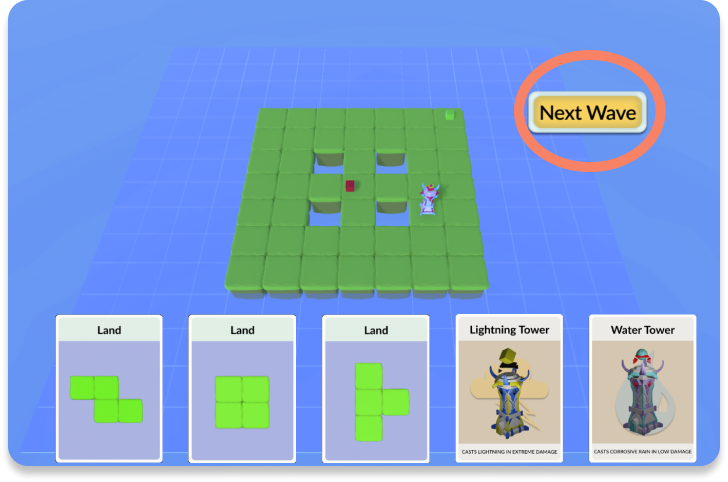 Next Wave
Land
Land
Land
Lightning Tower
CASTS LIGHTNING IN EXTREME DAMAGE
Water Tower
CASTS CORROSIVE RAIN IN LOW DAMAGE